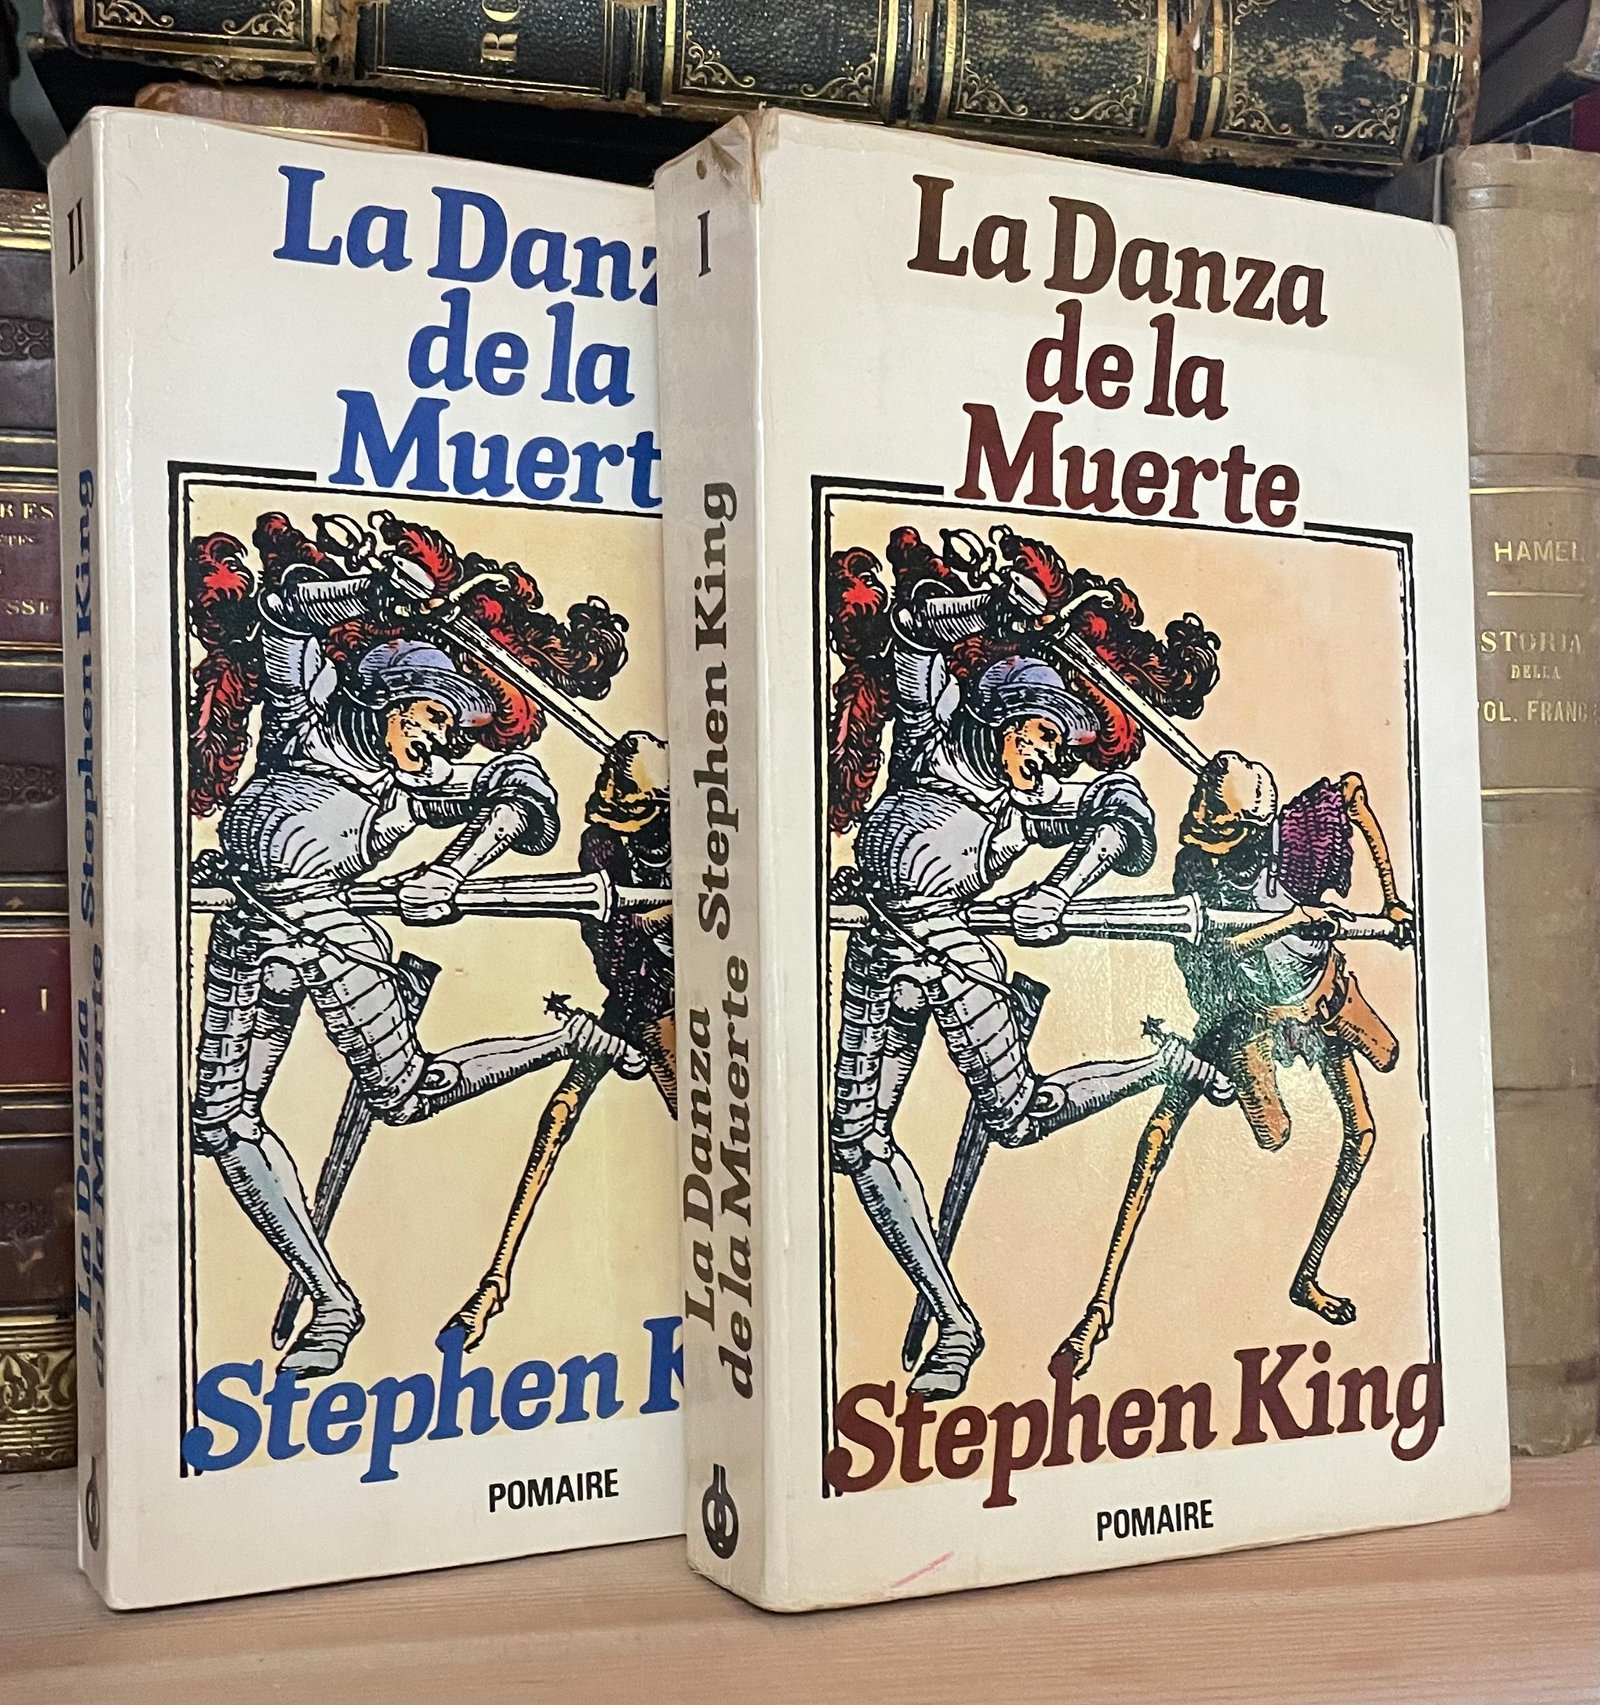 II
La Danz
de la
Muert
Stephen K
POMAIRE
La Danza
de la Muerte
Stephen King
I
La Danza
de la
Muerte
Stephen King
POMAIRE
La Danza
de la Muerte
Stephen King
HAMEL
STORIA
DELLA
OL. FRANC
I